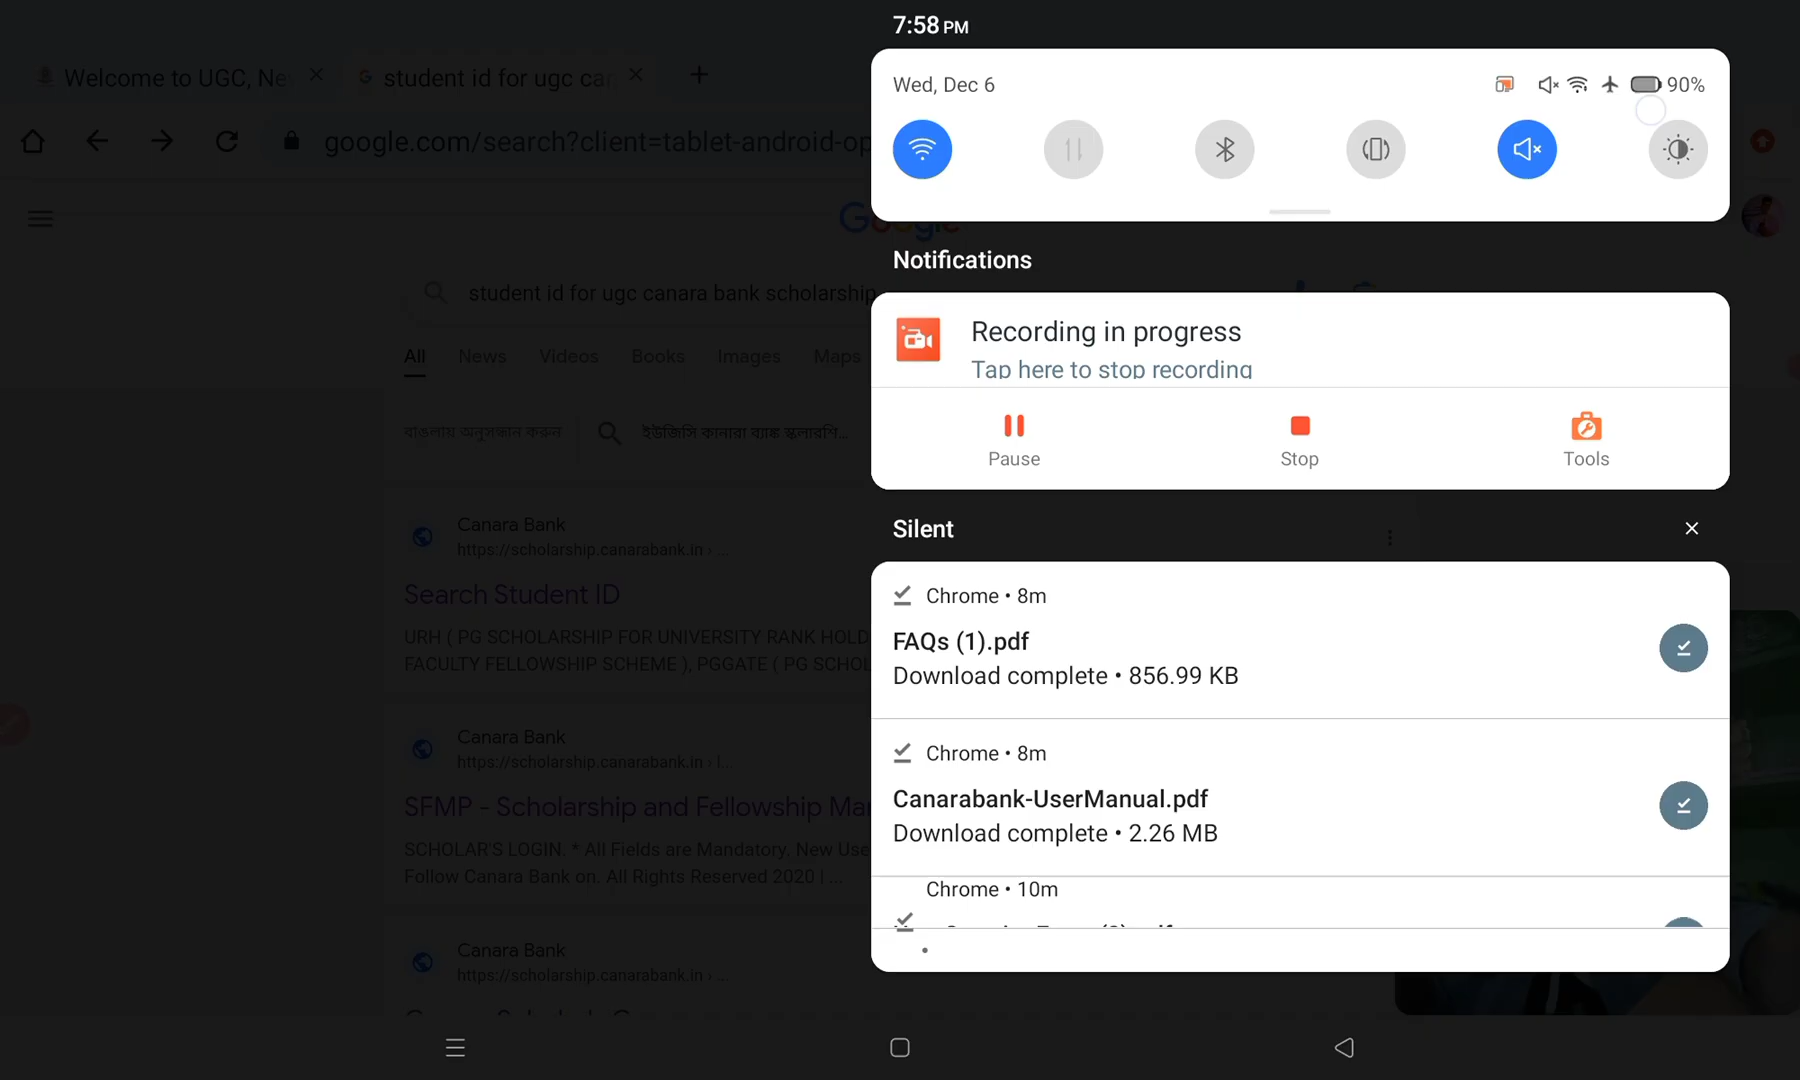 7:58 PM
Welcome to UGC, Ne
student id for ugc can
Wed, Dec 6
90%
google.com/search?client=tablet-android-op
Google
Notifications
student id for ugc canara bank scholarship
Recording in progress
Tap here to stop recording
All News Videos Books Images Maps
Pause
Stop
Tools
বাঙলায় অনুসন্ধান করুন
ইউজিসি কানারা ব্যাঙ্ক স্কলারশি...
Silent
Canara Bank
https://scholarship.canarabank.in › ...
Search Student ID
URH ( PG SCHOLARSHIP FOR UNIVERSITY RANK HOLD
FACULTY FELLOWSHIP SCHEME ), PGGATE ( PG SCHOL
Chrome • 8m
FAQs (1).pdf
Download complete • 856.99 KB
Canara Bank
https://scholarship.canarabank.in › l...
SFMP - Scholarship and Fellowship Ma
SCHOLAR'S LOGIN. * All Fields are Mandatory. New Use
Follow Canara Bank on. All Rights Reserved 2020 | ...
Chrome • 8m
Canarabank-UserManual.pdf
Download complete • 2.26 MB
Chrome • 10m
Canara Bank
https://scholarship.canarabank.in › ...